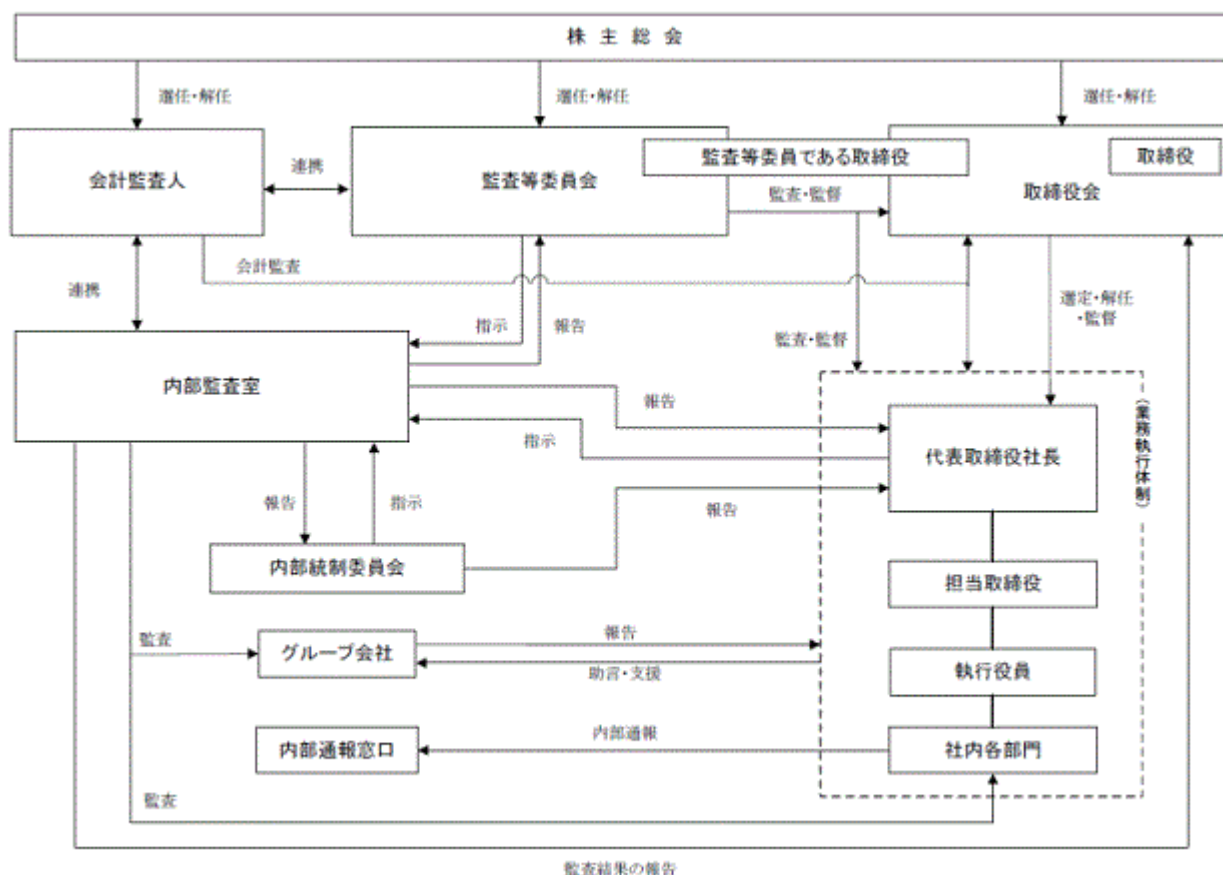 株主総会
選任・解任
選任・解任
選任・解任
会計監査人
連携
監査等委員会
監査等委員である取締役
取締役
取締役会
監査・監督
会計監査
連携
指示
報告
監査・監督
選定・解任
・監督
内部監査室
報告
指示
代表取締役社長
(業務執行体制)
報告
指示
報告
内部統制委員会
担当取締役
監査
グループ会社
報告
助言・支援
執行役員
内部通報窓口
内部通報
社内各部門
監査
監査結果の報告